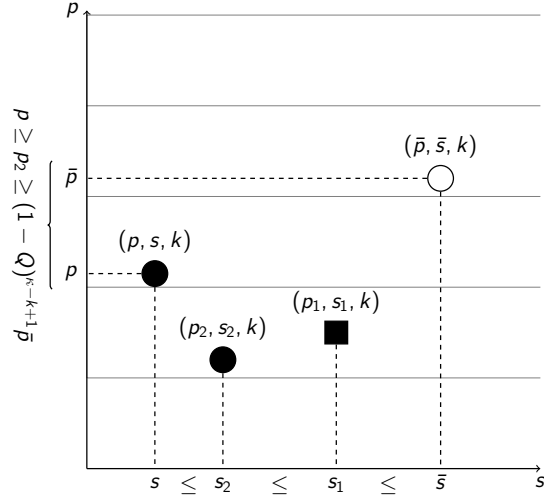 p
(p̄, s̄, k)
p̄
(p, s, k)
p
(p₁, s₁, k)
(p₂, s₂, k)
p ≥ p₂ ≥ (1 − Q)^{κ−k+1} p̄
s ≤ s₂ ≤ s₁ ≤ s̄ s